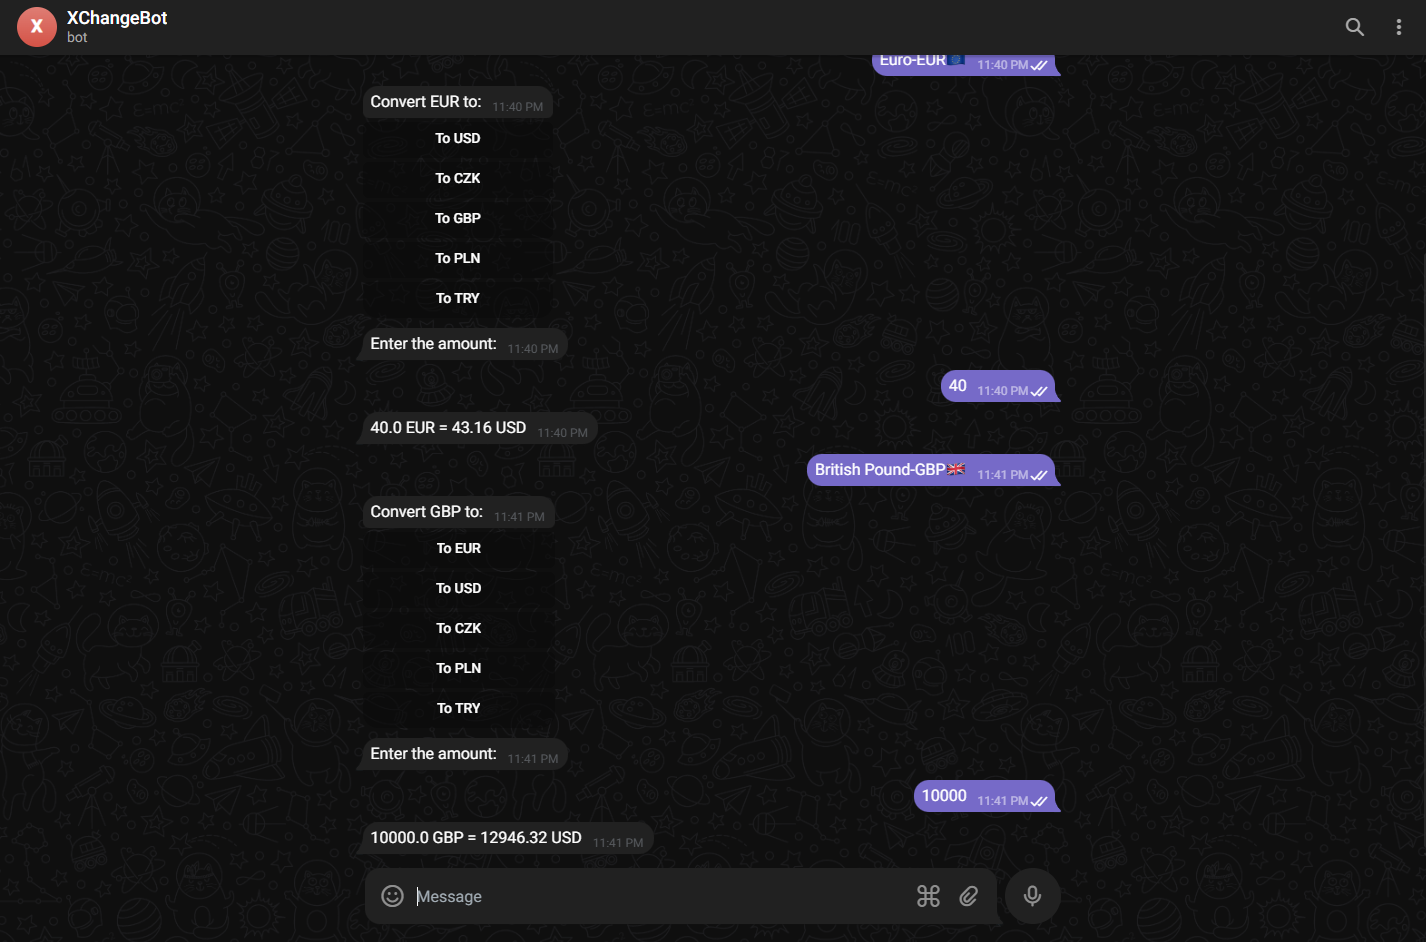 X
XChangeBot
bot
Euro-EUR🇪🇺 11:40 PM
Convert EUR to: 11:40 PM
To USD
To CZK
To GBP
To PLN
To TRY
Enter the amount: 11:40 PM
40 11:40 PM
40.0 EUR = 43.16 USD 11:40 PM
British Pound-GBP🇬🇧 11:41 PM
Convert GBP to: 11:41 PM
To EUR
To USD
To CZK
To PLN
To TRY
Enter the amount: 11:41 PM
10000 11:41 PM
10000.0 GBP = 12946.32 USD 11:41 PM
Message